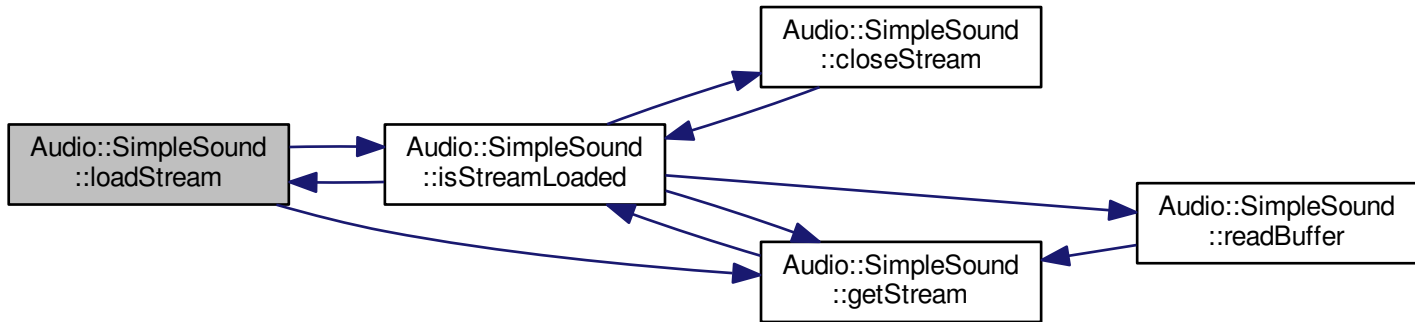 Audio::SimpleSound
::loadStream
Audio::SimpleSound
::isStreamLoaded
Audio::SimpleSound
::closeStream
Audio::SimpleSound
::getStream
Audio::SimpleSound
::readBuffer